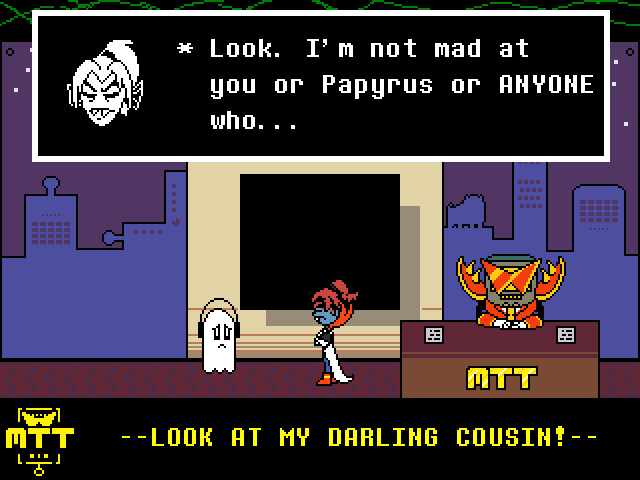 * Look. I'm not mad at
you or Papyrus or ANYONE
who...
MTT
MTT
--LOOK AT MY DARLING COUSIN!--